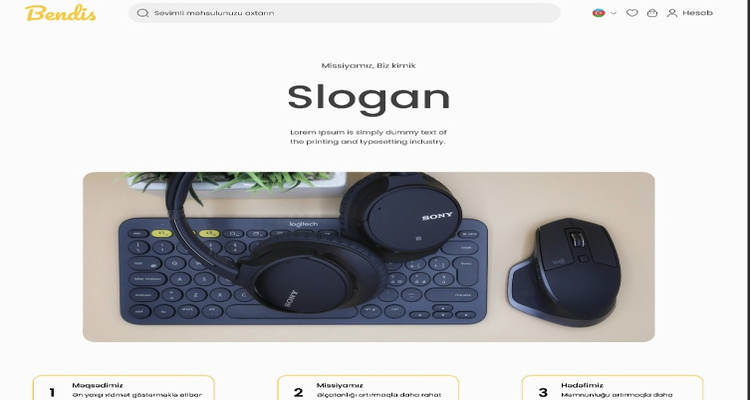 Bendis
Sevimli məhsulunuzu axtarın
Hesab
Missiyamız, Biz kimik
Slogan
Lorem Ipsum is simply dummy text of
the printing and typesetting industry.
logitech
SONY
SONY
1
Məqsədimiz
Ən yaxşı xidmət göstərməklə etibar
2
Missiyamız
Əlçatanlığı artırmaqla daha rahat
3
Hədəfimiz
Məmnunluğu artırmaqla daha